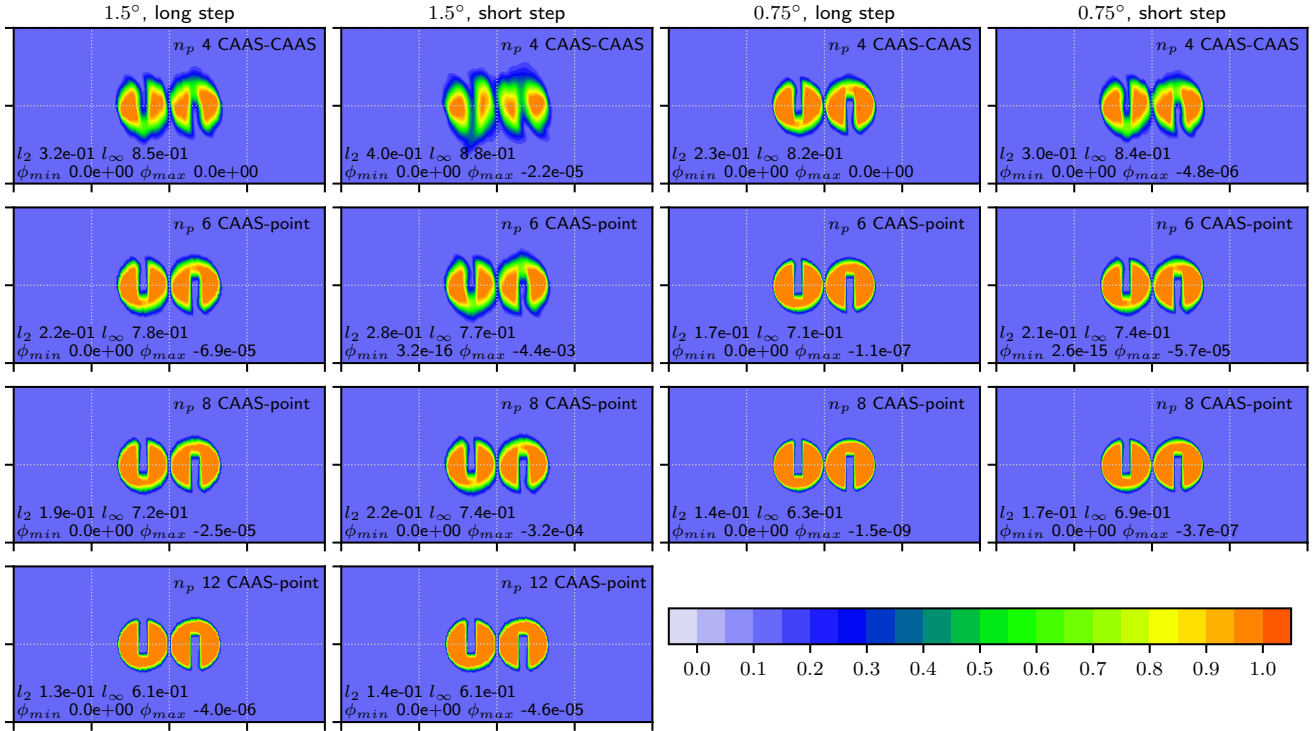 1.5°, long step
1.5°, short step
0.75°, long step
0.75°, short step
n_p 4 CAAS-CAAS
l_2 3.2e-01 l_∞ 8.5e-01
ϕ_min 0.0e+00 ϕ_max 0.0e+00
n_p 4 CAAS-CAAS
l_2 4.0e-01 l_∞ 8.8e-01
ϕ_min 0.0e+00 ϕ_max -2.2e-05
n_p 4 CAAS-CAAS
l_2 2.3e-01 l_∞ 8.2e-01
ϕ_min 0.0e+00 ϕ_max 0.0e+00
n_p 4 CAAS-CAAS
l_2 3.0e-01 l_∞ 8.4e-01
ϕ_min 0.0e+00 ϕ_max -4.8e-06
n_p 6 CAAS-point
l_2 2.2e-01 l_∞ 7.8e-01
ϕ_min 0.0e+00 ϕ_max -6.9e-05
n_p 6 CAAS-point
l_2 2.8e-01 l_∞ 7.7e-01
ϕ_min 3.2e-16 ϕ_max -4.4e-03
n_p 6 CAAS-point
l_2 1.7e-01 l_∞ 7.1e-01
ϕ_min 0.0e+00 ϕ_max -1.1e-07
n_p 6 CAAS-point
l_2 2.1e-01 l_∞ 7.4e-01
ϕ_min 2.6e-15 ϕ_max -5.7e-05
n_p 8 CAAS-point
l_2 1.9e-01 l_∞ 7.2e-01
ϕ_min 0.0e+00 ϕ_max -2.5e-05
n_p 8 CAAS-point
l_2 2.2e-01 l_∞ 7.4e-01
ϕ_min 0.0e+00 ϕ_max -3.2e-04
n_p 8 CAAS-point
l_2 1.4e-01 l_∞ 6.3e-01
ϕ_min 0.0e+00 ϕ_max -1.5e-09
n_p 8 CAAS-point
l_2 1.7e-01 l_∞ 6.9e-01
ϕ_min 0.0e+00 ϕ_max -3.7e-07
n_p 12 CAAS-point
l_2 1.3e-01 l_∞ 6.1e-01
ϕ_min 0.0e+00 ϕ_max -4.0e-06
n_p 12 CAAS-point
l_2 1.4e-01 l_∞ 6.1e-01
ϕ_min 0.0e+00 ϕ_max -4.6e-05
0.0 0.1 0.2 0.3 0.4 0.5 0.6 0.7 0.8 0.9 1.0